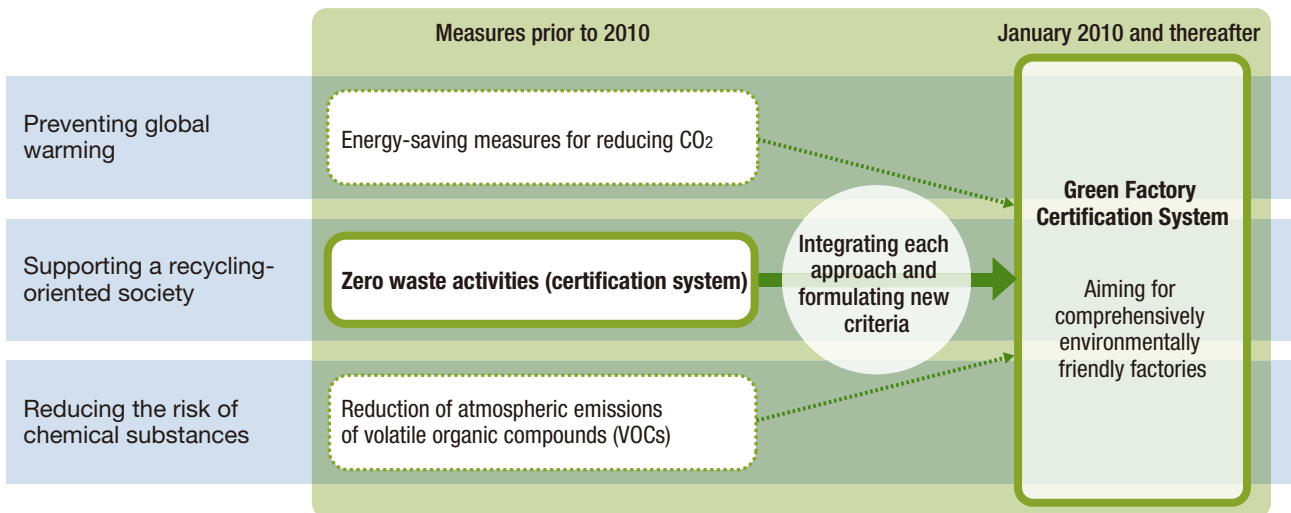 Measures prior to 2010
January 2010 and thereafter
Preventing global
warming
Energy-saving measures for reducing CO2
Supporting a recycling-
oriented society
Zero waste activities (certification system)
Integrating each
approach and
formulating new
criteria
Green Factory
Certification System
Aiming for
comprehensively
environmentally
friendly factories
Reducing the risk of
chemical substances
Reduction of atmospheric emissions
of volatile organic compounds (VOCs)